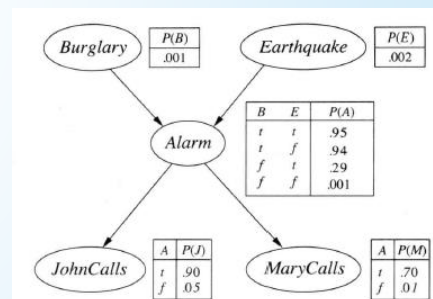 Burglary
P(B)
.001
Earthquake
P(E)
.002
Alarm
B E P(A)
t t .95
t f .94
f t .29
f f .001
JohnCalls
A P(J)
t .90
f .05
MaryCalls
A P(M)
t .70
f .01